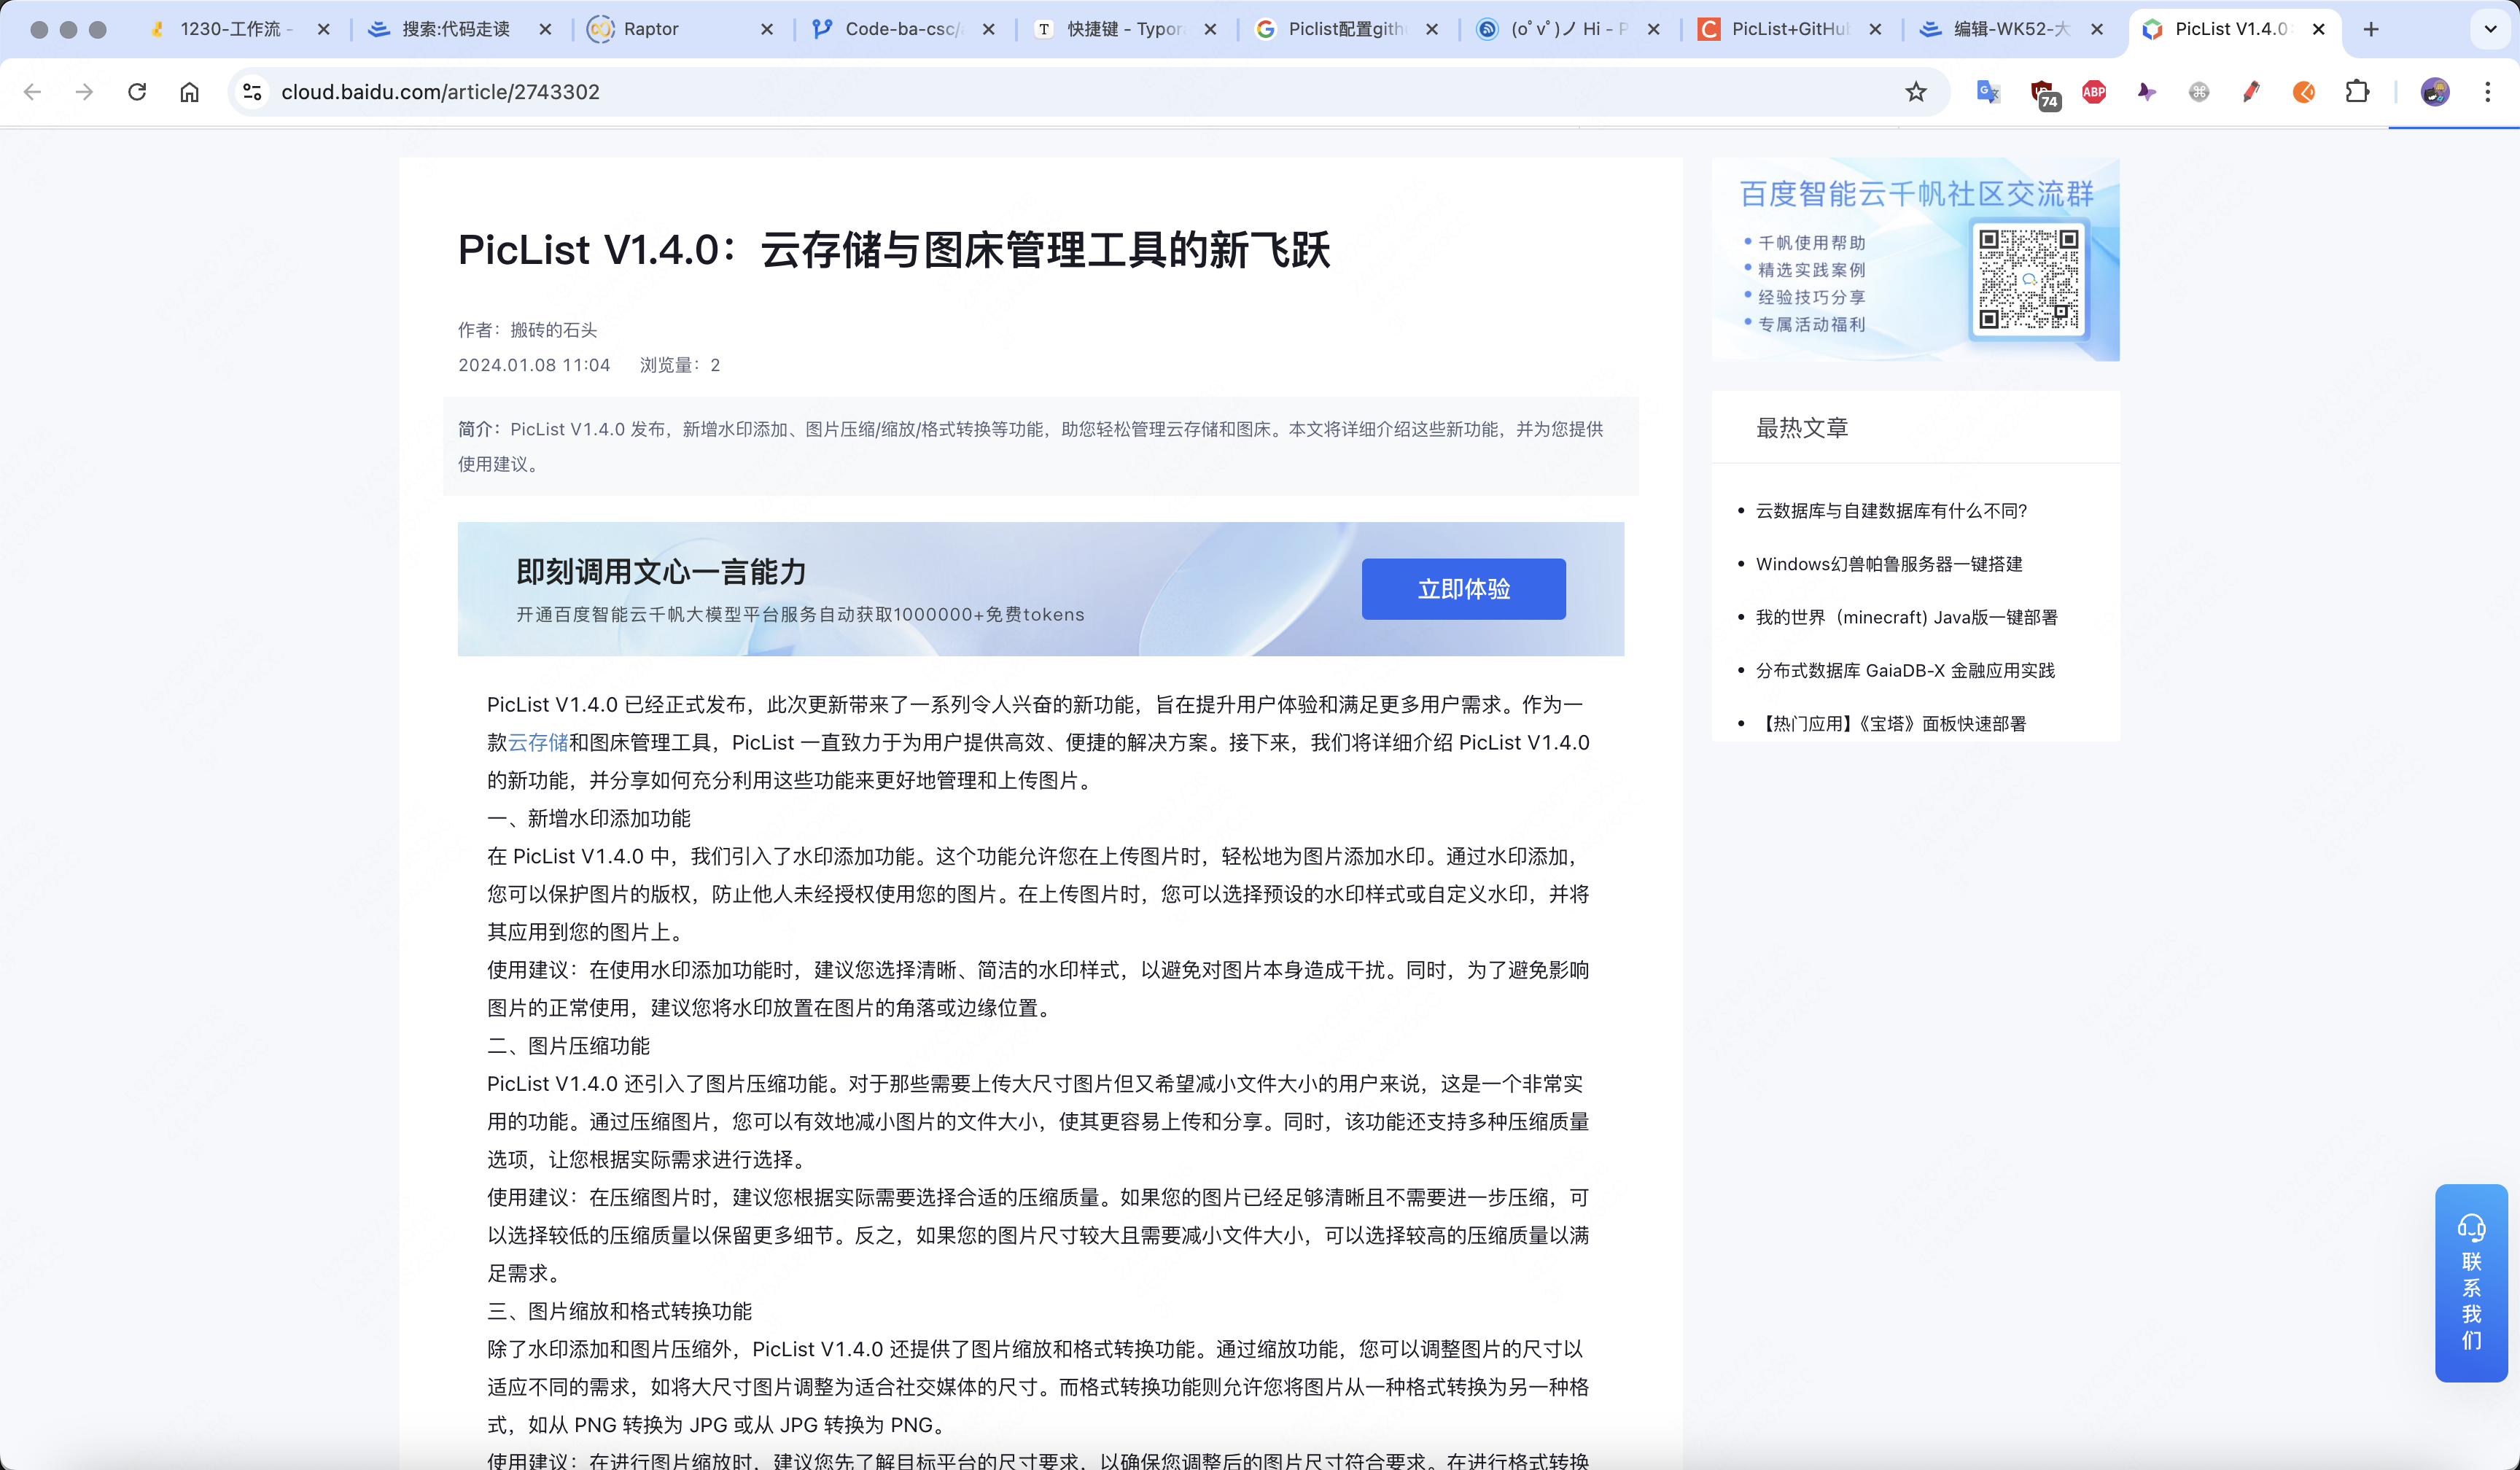 1230-工作流 -
搜索:代码走读
Raptor
Code-ba-csc/
快捷键 - Typor
Piclist配置gith
(oﾟvﾟ)ノ Hi - P
PicList+GitHu
编辑-WK52-大
PicList V1.4.0
cloud.baidu.com/article/2743302
74
ABP
PicList V1.4.0：云存储与图床管理工具的新飞跃
作者：搬砖的石头
2024.01.08 11:04 浏览量：2
简介：PicList V1.4.0 发布，新增水印添加、图片压缩/缩放/格式转换等功能，助您轻松管理云存储和图床。本文将详细介绍这些新功能，并为您提供
使用建议。
即刻调用文心一言能力
开通百度智能云千帆大模型平台服务自动获取1000000+免费tokens
立即体验
PicList V1.4.0 已经正式发布，此次更新带来了一系列令人兴奋的新功能，旨在提升用户体验和满足更多用户需求。作为一
款云存储和图床管理工具，PicList 一直致力于为用户提供高效、便捷的解决方案。接下来，我们将详细介绍 PicList V1.4.0
的新功能，并分享如何充分利用这些功能来更好地管理和上传图片。
一、新增水印添加功能
在 PicList V1.4.0 中，我们引入了水印添加功能。这个功能允许您在上传图片时，轻松地为图片添加水印。通过水印添加，
您可以保护图片的版权，防止他人未经授权使用您的图片。在上传图片时，您可以选择预设的水印样式或自定义水印，并将
其应用到您的图片上。
使用建议：在使用水印添加功能时，建议您选择清晰、简洁的水印样式，以避免对图片本身造成干扰。同时，为了避免影响
图片的正常使用，建议您将水印放置在图片的角落或边缘位置。
二、图片压缩功能
PicList V1.4.0 还引入了图片压缩功能。对于那些需要上传大尺寸图片但又希望减小文件大小的用户来说，这是一个非常实
用的功能。通过压缩图片，您可以有效地减小图片的文件大小，使其更容易上传和分享。同时，该功能还支持多种压缩质量
选项，让您根据实际需求进行选择。
使用建议：在压缩图片时，建议您根据实际需要选择合适的压缩质量。如果您的图片已经足够清晰且不需要进一步压缩，可
以选择较低的压缩质量以保留更多细节。反之，如果您的图片尺寸较大且需要减小文件大小，可以选择较高的压缩质量以满
足需求。
三、图片缩放和格式转换功能
除了水印添加和图片压缩外，PicList V1.4.0 还提供了图片缩放和格式转换功能。通过缩放功能，您可以调整图片的尺寸以
适应不同的需求，如将大尺寸图片调整为适合社交媒体的尺寸。而格式转换功能则允许您将图片从一种格式转换为另一种格
式，如从 PNG 转换为 JPG 或从 JPG 转换为 PNG。
使用建议：在进行图片缩放时，建议您先了解目标平台的尺寸要求，以确保您调整后的图片尺寸符合要求。在进行格式转换
百度智能云千帆社区交流群
• 千帆使用帮助
• 精选实践案例
• 经验技巧分享
• 专属活动福利
最热文章
• 云数据库与自建数据库有什么不同?
• Windows幻兽帕鲁服务器一键搭建
• 我的世界（minecraft) Java版一键部署
• 分布式数据库 GaiaDB-X 金融应用实践
• 【热门应用】《宝塔》面板快速部署
联系我们